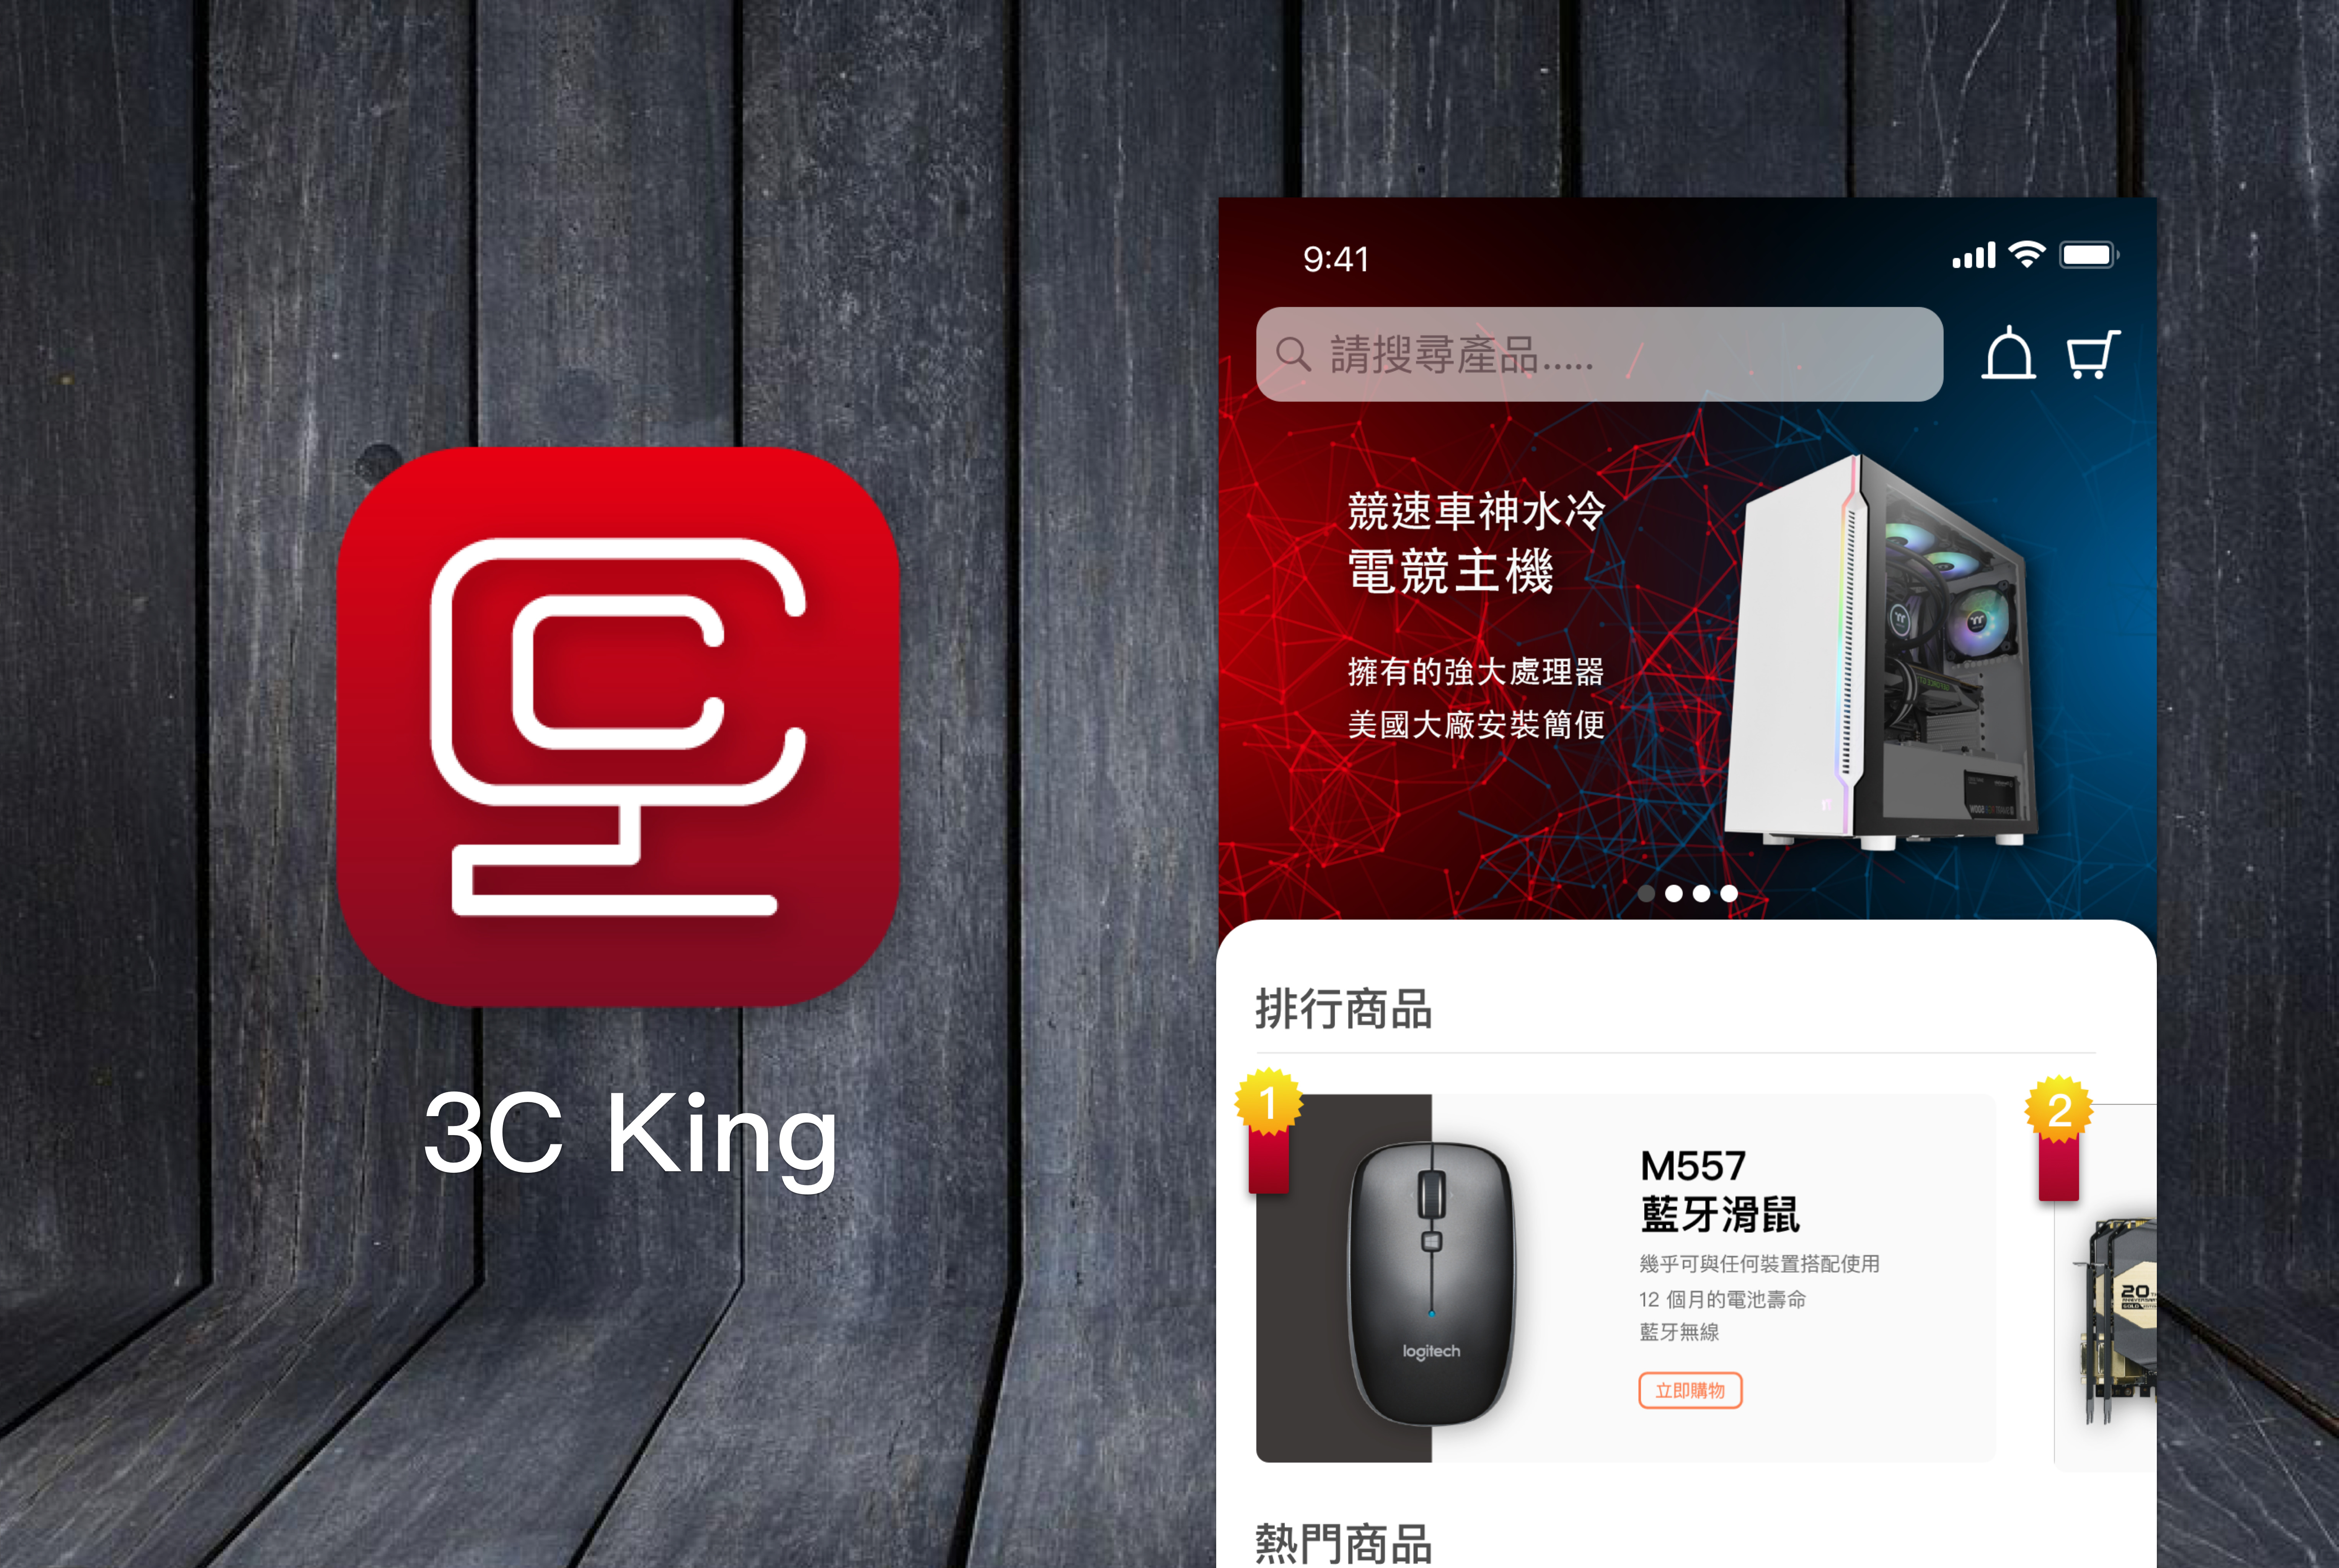 3C King
9:41
請搜尋產品.....
競速車神水冷
電競主機
擁有的強大處理器
美國大廠安裝簡便
排行商品
1
2
M557
藍牙滑鼠
幾乎可與任何裝置搭配使用
12 個月的電池壽命
藍牙無線
立即購物
logitech
20
熱門商品